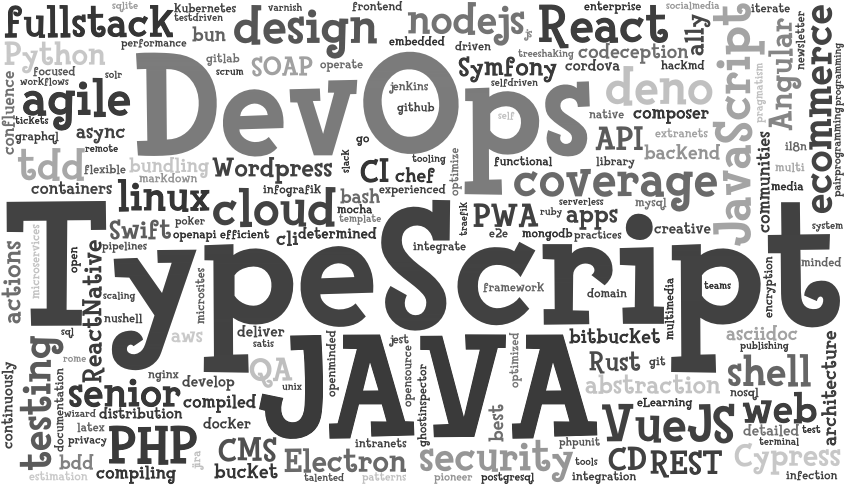 sqlite
kubernetes
varnish
frontend
enterprise
socialmedia
iterate
fullstack
testdriven
bun
design
nodejs
js
React
ally
JavaScript
Angular
newsletter
ecommerce
Python
performance
embedded
driven
treeshaking
codeception
focused
workflows
solr
gitlab
scrum
SOAP
operate
Symfony
cordova
hackmd
selfdriven
confluence
agile
DevOps
jenkins
github
self
deno
pragmatism
pairprogramming
programming
tickets
graphql
async
remote
go
native
composer
API
extranets
tdd
flexible
bundling
markdown
Wordpress
slack
CI
chef
tooling
optimize
functional
library
backend
i18n
multi
media
communities
containers
linux
infografik
experienced
coverage
mysql
cloud
bash
mocha
template
traefik
PWA
ruby
serverless
apps
creative
system
Swift
poker
openapi
efficient
cli
determined
e2e
mongodb
practices
pipelines
integrate
actions
microservices
open
ReactNative
TypeScript
minded
encryption
scaling
microsites
framework
domain
multimedia
teams
nushell
sql
aws
deliver
satis
JAVA
jest
optimized
bitbucket
asciidoc
publishing
testing
rome
QA
openminded
opensource
Rust
git
shell
architecture
continuously
nginx
develop
unix
abstraction
nosql
senior
documentation
wizard
distribution
compiled
ghostinspector
best
eLearning
web
latex
privacy
docker
VueJS
detailed
test
terminal
PHP
CMS
intranets
phpunit
bdd
jira
Electron
security
tools
CD
REST
Cypress
estimation
compiling
bucket
talented
patterns
pioneer
postgresql
integration
infection